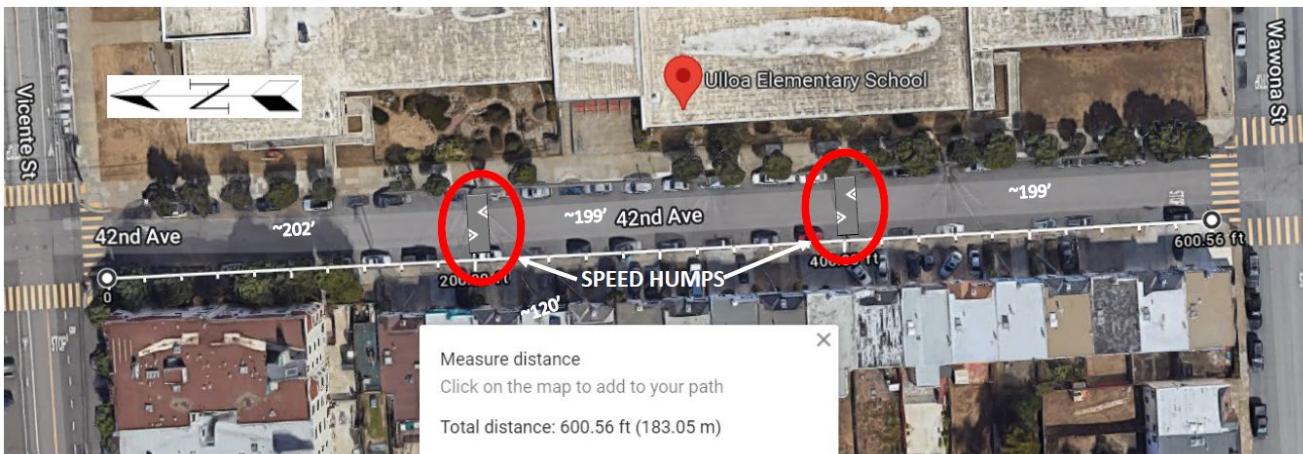 Vicente St
N
Ulloa Elementary School
Wawona St
~202'
~199'
42nd Ave
~199'
42nd Ave
STOP
0
SPEED HUMPS
600.56 ft
~120'
STOP
Measure distance
Click on the map to add to your path
Total distance: 600.56 ft (183.05 m)